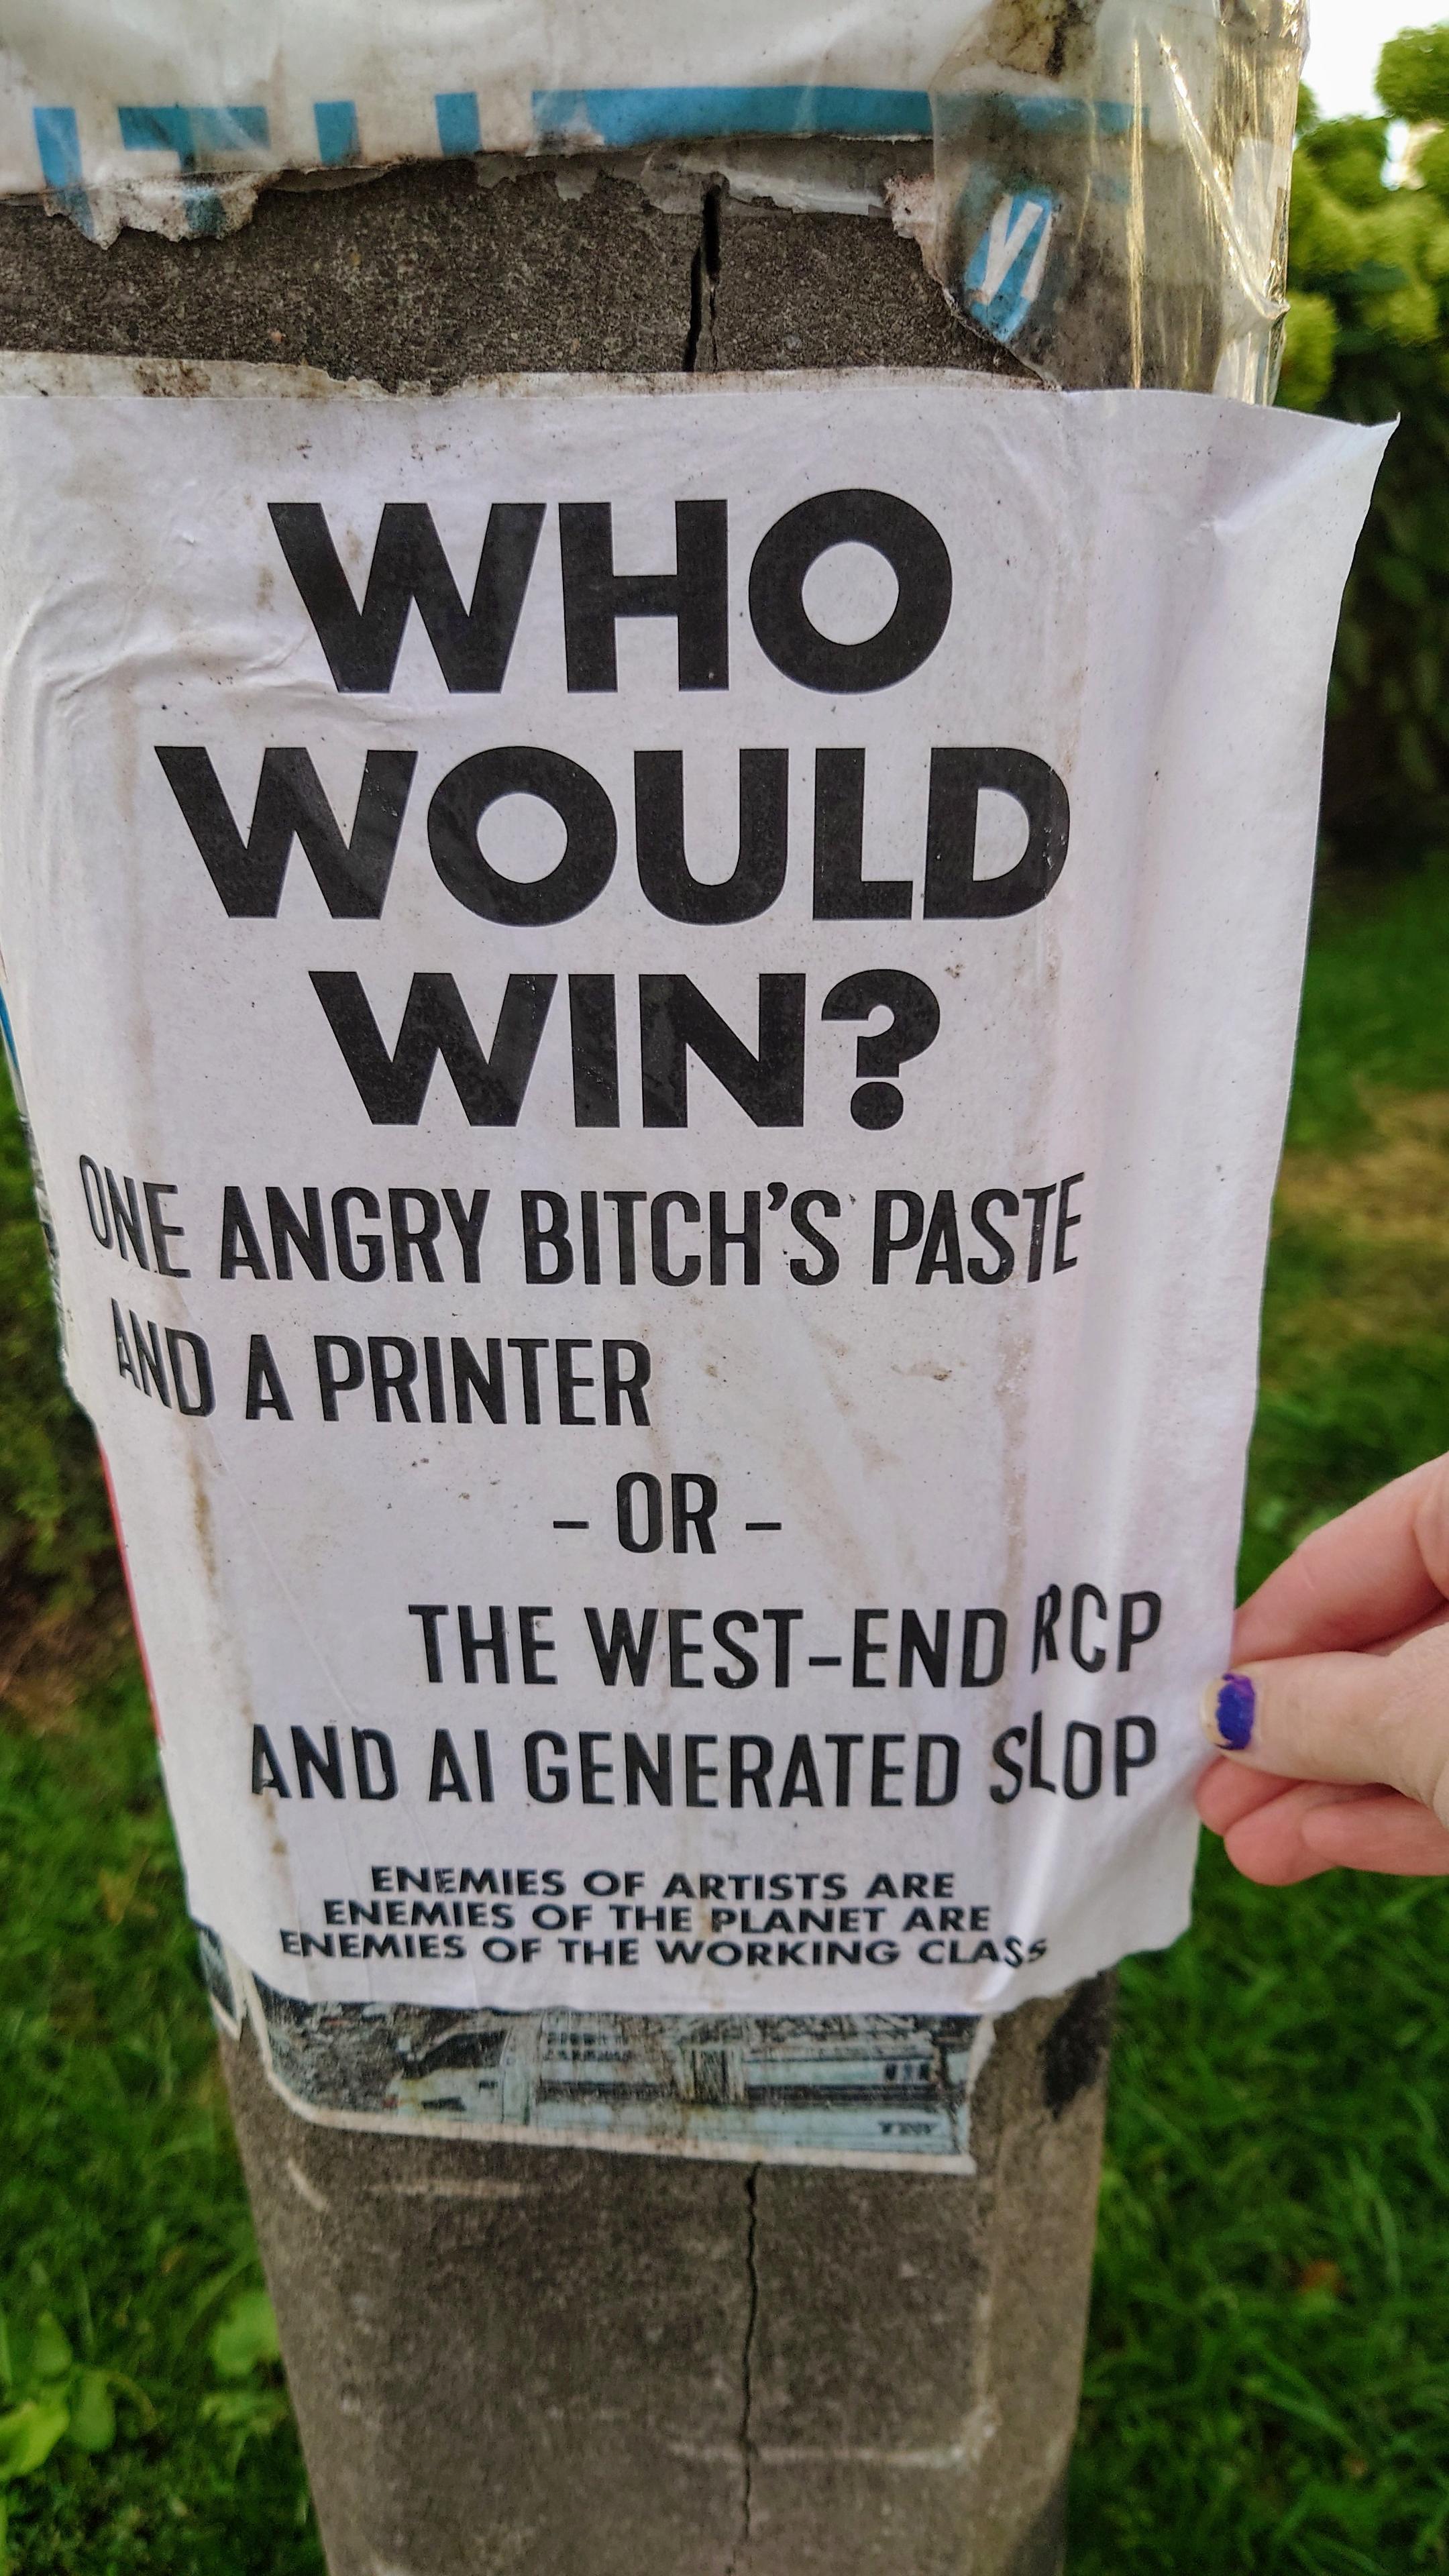 WHO
WOULD
WIN?
ONE ANGRY BITCH'S PASTE
AND A PRINTER
- OR -
THE WEST-END RCP
AND AI GENERATED SLOP
ENEMIES OF ARTISTS ARE
ENEMIES OF THE PLANET ARE
ENEMIES OF THE WORKING CLASS